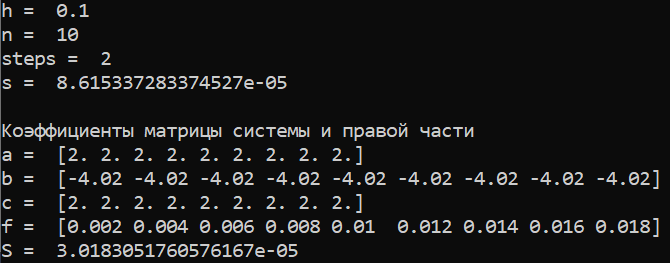 h =  0.1
n =  10
steps =  2
s =  8.615337283374527e-05

Коэффициенты матрицы системы и правой части
a =  [2. 2. 2. 2. 2. 2. 2. 2. 2.]
b =  [-4.02 -4.02 -4.02 -4.02 -4.02 -4.02 -4.02 -4.02 -4.02]
c =  [2. 2. 2. 2. 2. 2. 2. 2. 2.]
f =  [0.002 0.004 0.006 0.008 0.01  0.012 0.014 0.016 0.018]
S =  3.0183051760576167e-05